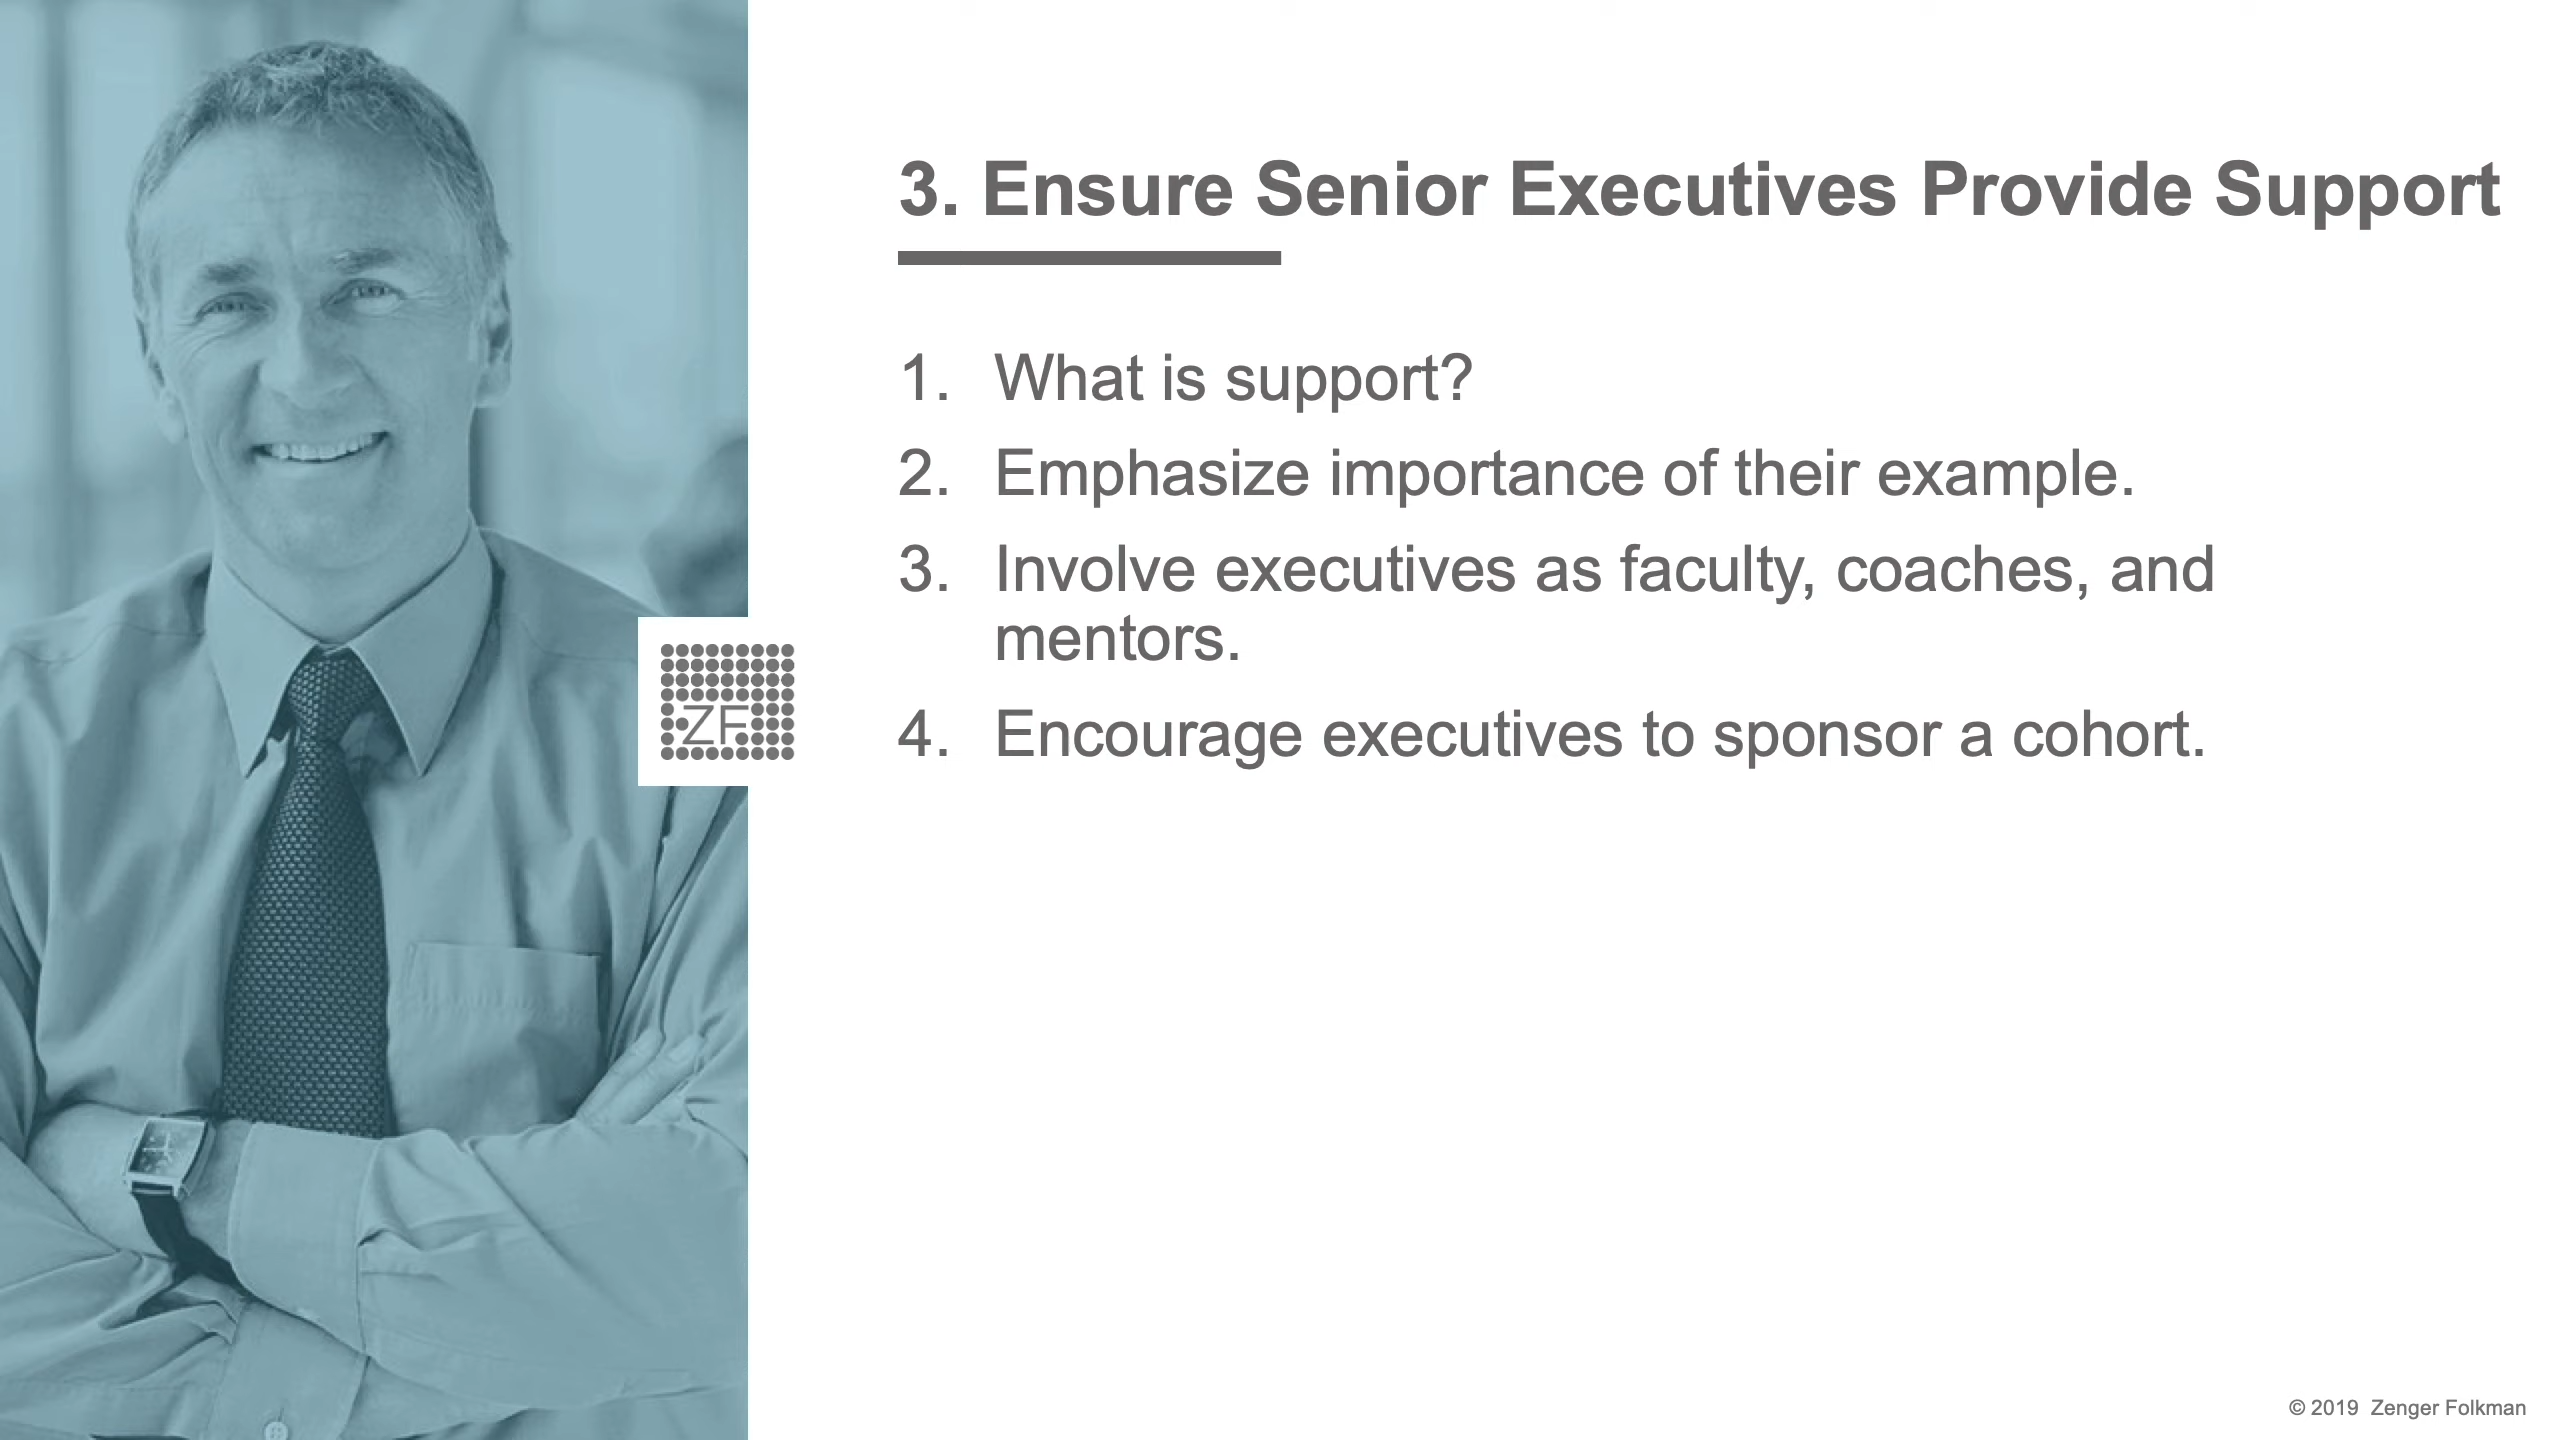 3. Ensure Senior Executives Provide Support
1. What is support?
2. Emphasize importance of their example.
3. Involve executives as faculty, coaches, and
mentors.
4. Encourage executives to sponsor a cohort.
ZF
© 2019 Zenger Folkman